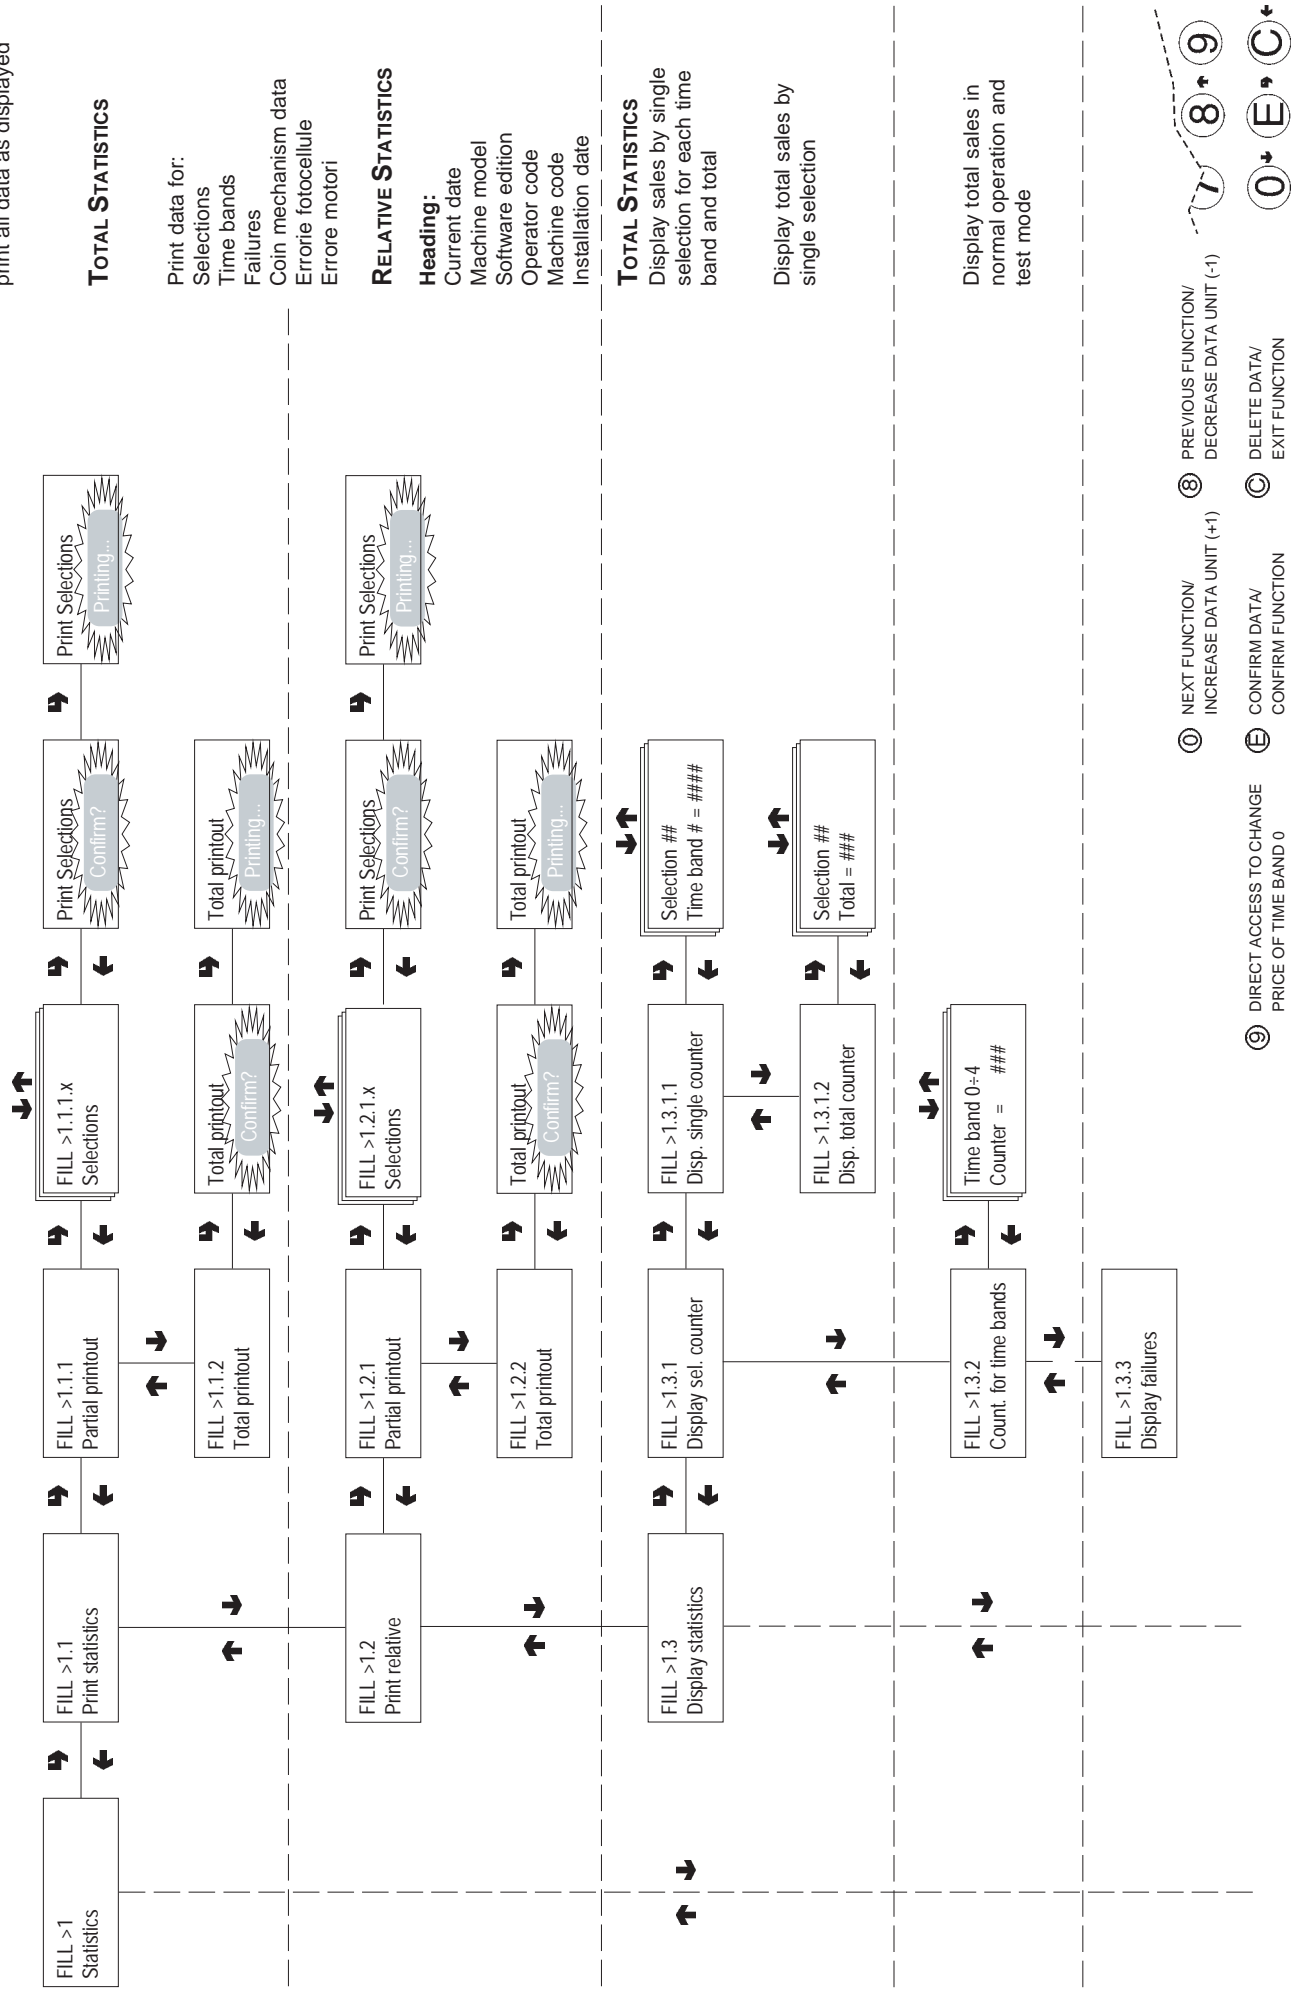 print all data as displayed
FILL >1
Statistics
FILL >1.1
Print statistics
FILL >1.1.1
Partial printout
FILL >1.1.1.x
Selections
Print Selections
Confirm?
Print Selections
Printing...
TOTAL STATISTICS
FILL >1.1.2
Total printout
Total printout
Confirm?
Total printout
Printing...
Print data for:
Selections
Time bands
Failures
Coin mechanism data
Errorie fotocellule
Errore motori
FILL >1.2
Print relative
FILL >1.2.1
Partial printout
FILL >1.2.1.x
Selections
Print Selections
Confirm?
Print Selections
Printing...
RELATIVE STATISTICS
Heading:
Current date
Machine model
Software edition
Operator code
Machine code
Installation date
FILL >1.2.2
Total printout
Total printout
Confirm?
Total printout
Printing...
FILL >1.3
Display statistics
FILL >1.3.1
Display sel. counter
FILL >1.3.1.1
Disp. single counter
Selection ##
Time band # = ####
TOTAL STATISTICS
Display sales by single
selection for each time
band and total
FILL >1.3.1.2
Disp. total counter
Selection ##
Total = ###
Display total sales by
single selection
FILL >1.3.2
Count. for time bands
Time band 0÷4
Counter = ###
Display total sales in
normal operation and
test mode
FILL >1.3.3
Display failures
0 NEXT FUNCTION/
INCREASE DATA UNIT (+1)
8 PREVIOUS FUNCTION/
DECREASE DATA UNIT (-1)
7 8 9
9 DIRECT ACCESS TO CHANGE
PRICE OF TIME BAND 0
E CONFIRM DATA/
CONFIRM FUNCTION
C DELETE DATA/
EXIT FUNCTION
0 E C